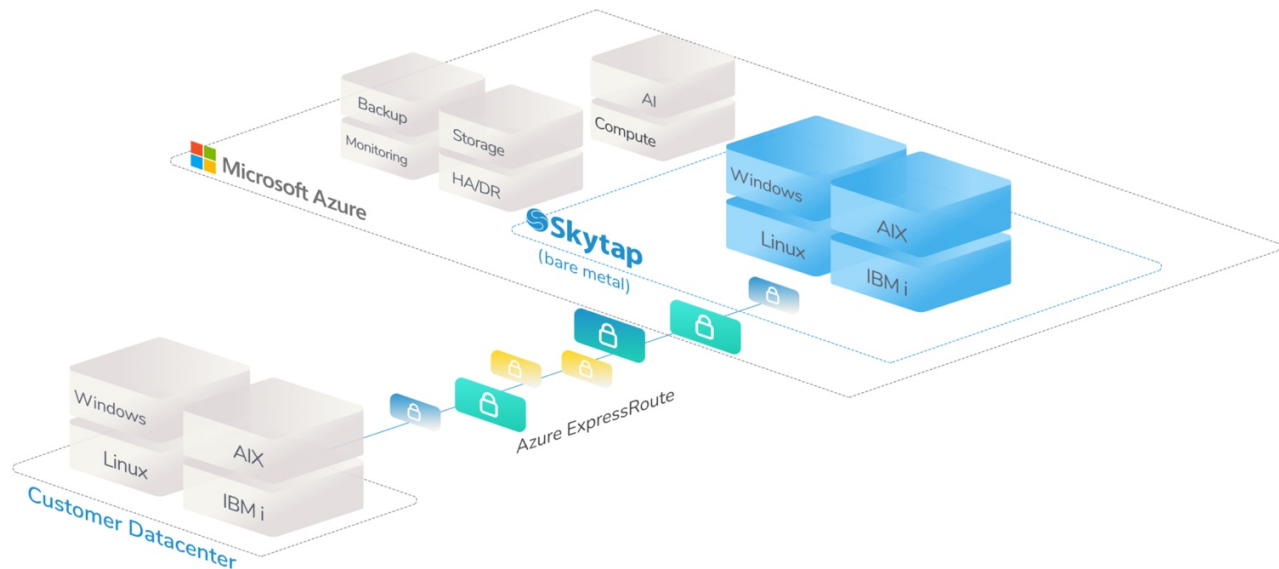 Backup
Monitoring
Storage
HA/DR
AI
Compute
Microsoft Azure
Windows
Linux
AIX
IBM i
Skytap
(bare metal)
Azure ExpressRoute
Windows
Linux
AIX
IBM i
Customer Datacenter